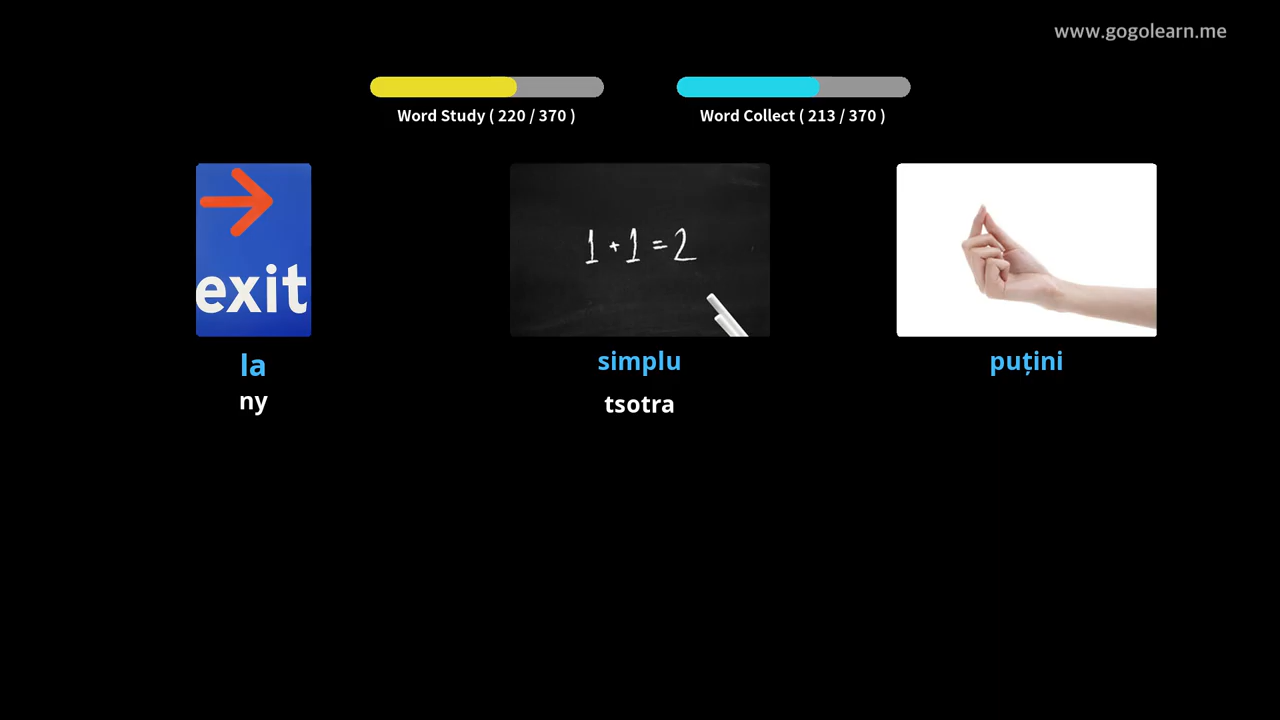 www.gogolearn.me
Word Study ( 220 / 370 )
Word Collect ( 213 / 370 )
exit
1 + 1 = 2
la
ny
simplu
tsotra
puțini